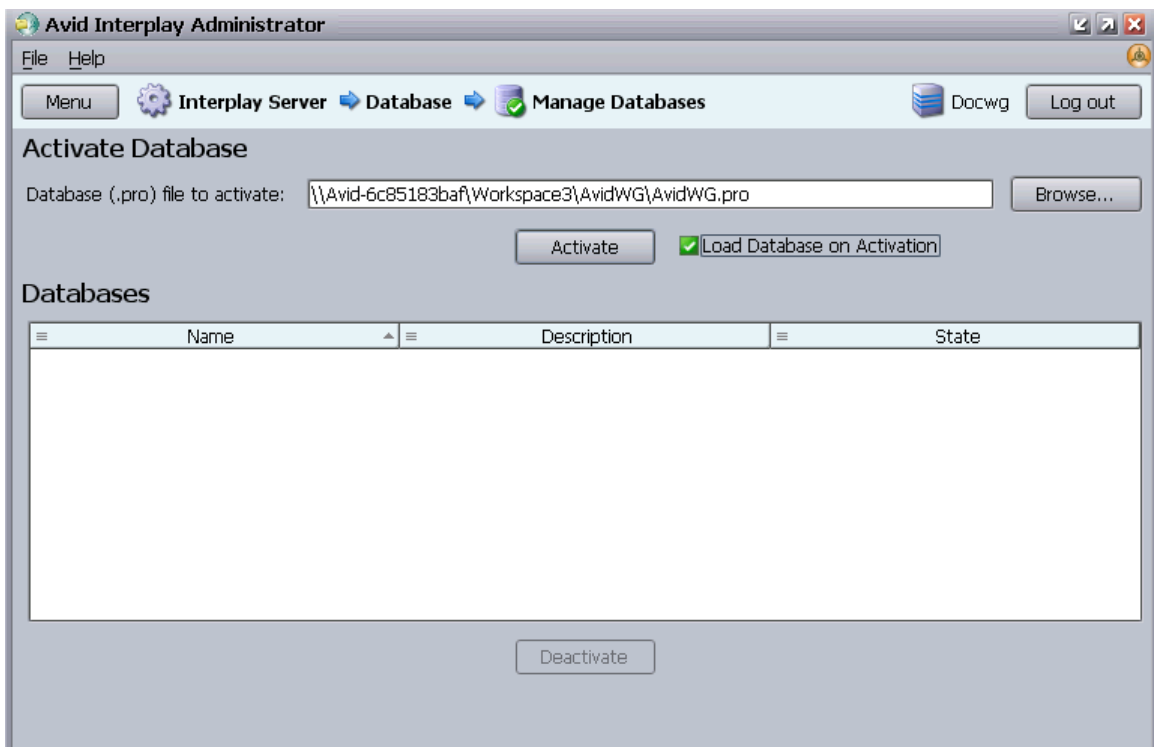 Avid Interplay Administrator
File Help
Menu Interplay Server Database Manage Databases Docwg Log out
Activate Database
Database (.pro) file to activate: \\Avid-6c85183baf\Workspace3\AvidWG\AvidWG.pro Browse...
Activate Load Database on Activation
Databases
Name Description State
Deactivate